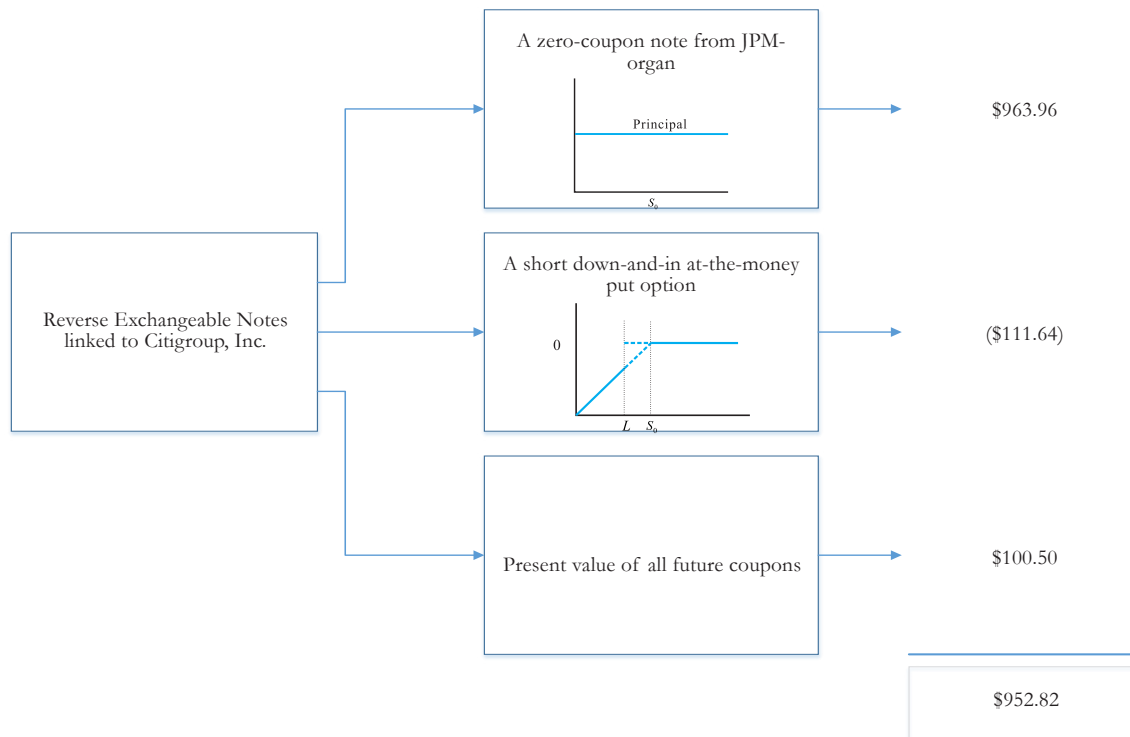 A zero-coupon note from JPM-
organ
Principal
S₀
$963.96
Reverse Exchangeable Notes
linked to Citigroup, Inc.
A short down-and-in at-the-money
put option
0
L S₀
($111.64)
Present value of all future coupons
$100.50
$952.82